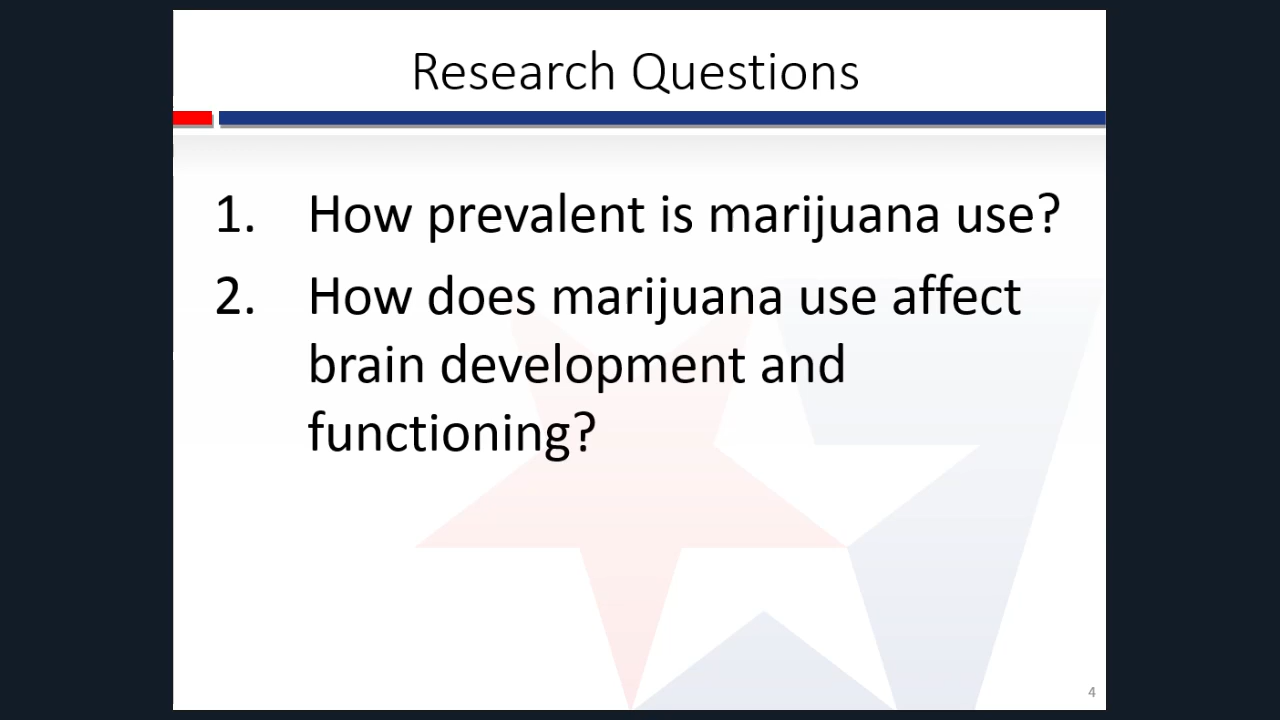 Research Questions
1. How prevalent is marijuana use?
2. How does marijuana use affect
brain development and
functioning?
4